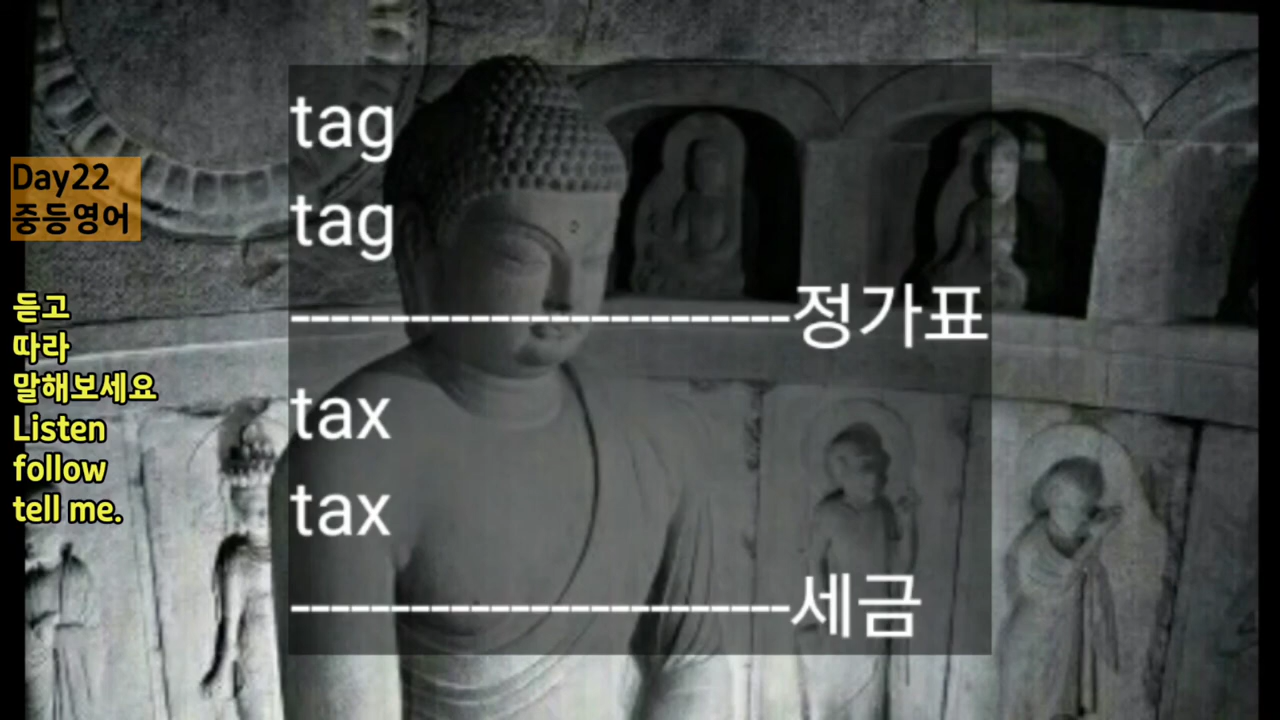 Day22
중등영어
듣고
따라
말해보세요
Listen
follow
tell me.
tag
tag
-------------------------정가표
tax
tax
-------------------------세금